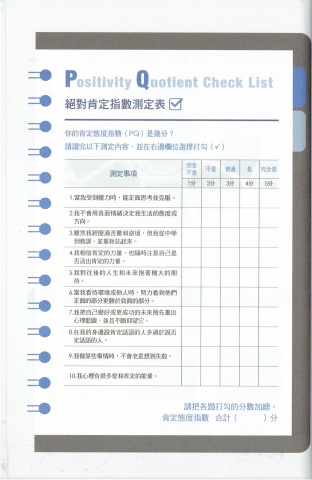 Positivity Quotient Check List
絕對肯定指數測定表
你的肯定態度指數（PQ）是幾分？
請讀完以下測定內容，並在右邊欄位選擇打勾（✓）
測定事項 完全不是 不是 普通 是 完全是
1分 2分 3分 4分 5分
1.當我受到壓力時，能正面思考並克服。
2.我不會用負面情緒決定我生活的態度或
方向。
3.雖然我經歷過苦難和逆境，但我從中學
到教訓，並重新站起來。
4.我相信肯定的力量，也隨時注意自己是
否活出肯定的力量。
5.我對往後的人生和未來抱著極大的期
待。
6.當我看待環境或他人時，努力看到他們
正面的部分更勝於負面的部分。
7.我把自己變好或更成功的未來預先畫出
心理藍圖，並且不斷仰望它。
8.在我的身邊說肯定話語的人多過於說否
定話語的人。
9.我做某些事情時，不會老是想到失敗。
10.我心裡有很多愛和肯定的能量。
請把各題打勾的分數加總。
肯定態度指數 合計（ ）分